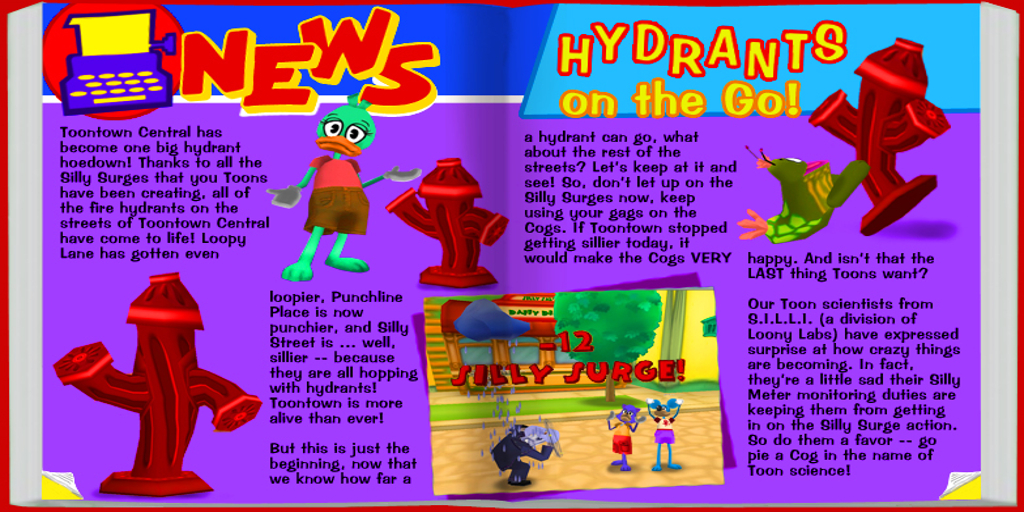 NEWS
Toontown Central has
become one big hydrant
hoedown! Thanks to all the
Silly Surges that you Toons
have been creating, all of
the fire hydrants on the
streets of Toontown Central
have come to life! Loopy
Lane has gotten even
loopier, Punchline
Place is now
punchier, and Silly
Street is ... well,
sillier -- because
they are all hopping
with hydrants!
Toontown is more
alive than ever!
But this is just the
beginning, now that
we know how far a
HYDRANTS
on the Go!
a hydrant can go, what
about the rest of the
streets? Let's keep at it and
see! So, don't let up on the
Silly Surges now, keep
using your gags on the
Cogs. If Toontown stopped
getting sillier today, it
would make the Cogs VERY
happy. And isn't that the
LAST thing Toons want?
Our Toon scientists from
S.I.L.L.I. (a division of
Loony Labs) have expressed
surprise at how crazy things
are becoming. In fact,
they're a little sad their Silly
Meter monitoring duties are
keeping them from getting
in on the Silly Surge action.
So do them a favor -- go
pie a Cog in the name of
Toon science!
DAFFY
-12
SILLY SURGE!